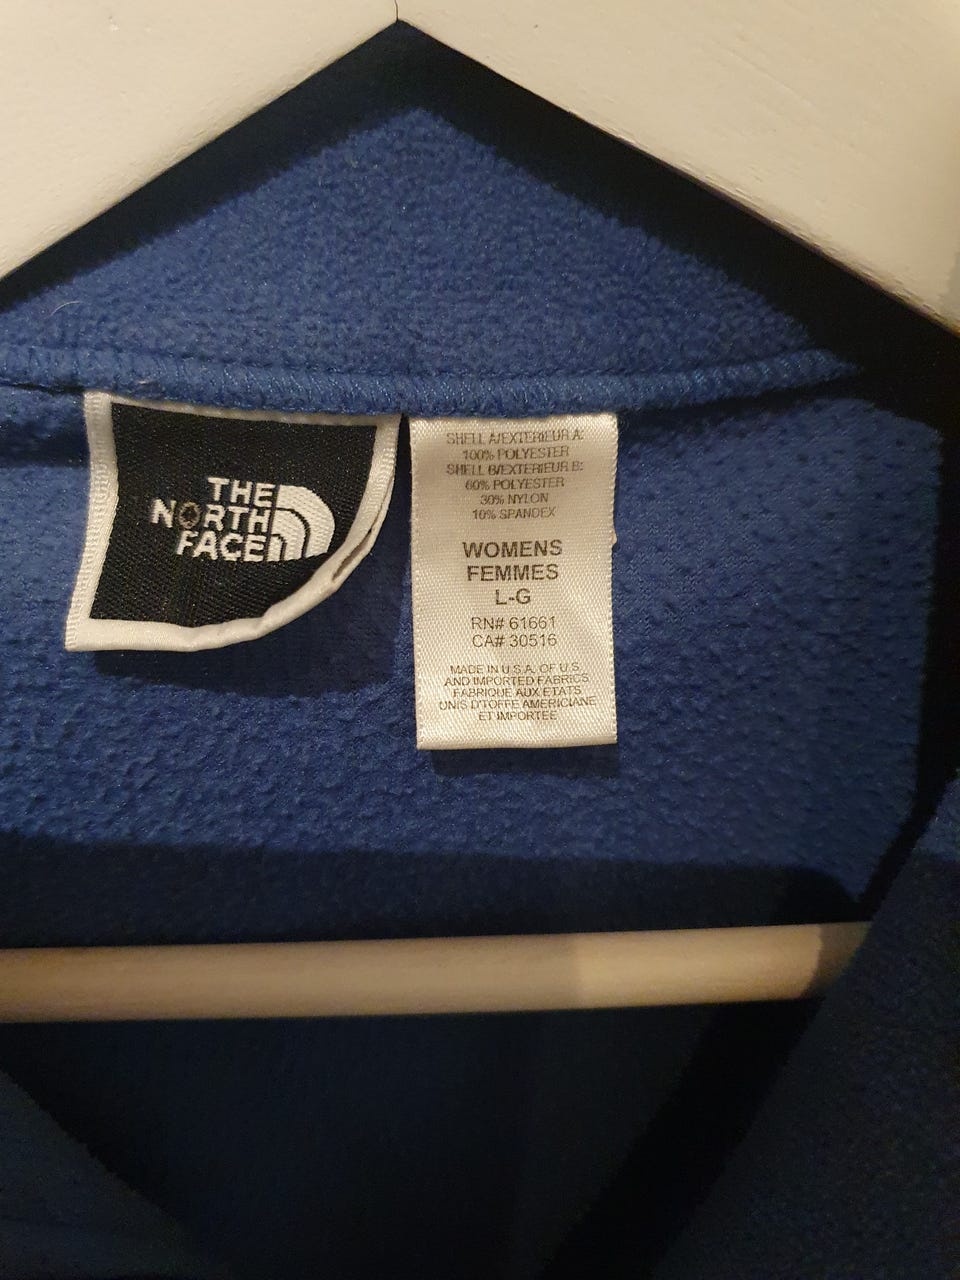 THE
NORTH
FACE
SHELL A/EXTERIEUR A:
100% POLYESTER
SHELL B/EXTERIEUR B:
60% POLYESTER
30% NYLON
10% SPANDEX
WOMENS
FEMMES
L-G
RN# 61661
CA# 30516
MADE IN U.S.A. OF U.S.
AND IMPORTED FABRICS
FABRIQUE AUX ETATS
UNIS D'TOFFE AMERICIANE
ET IMPORTEE